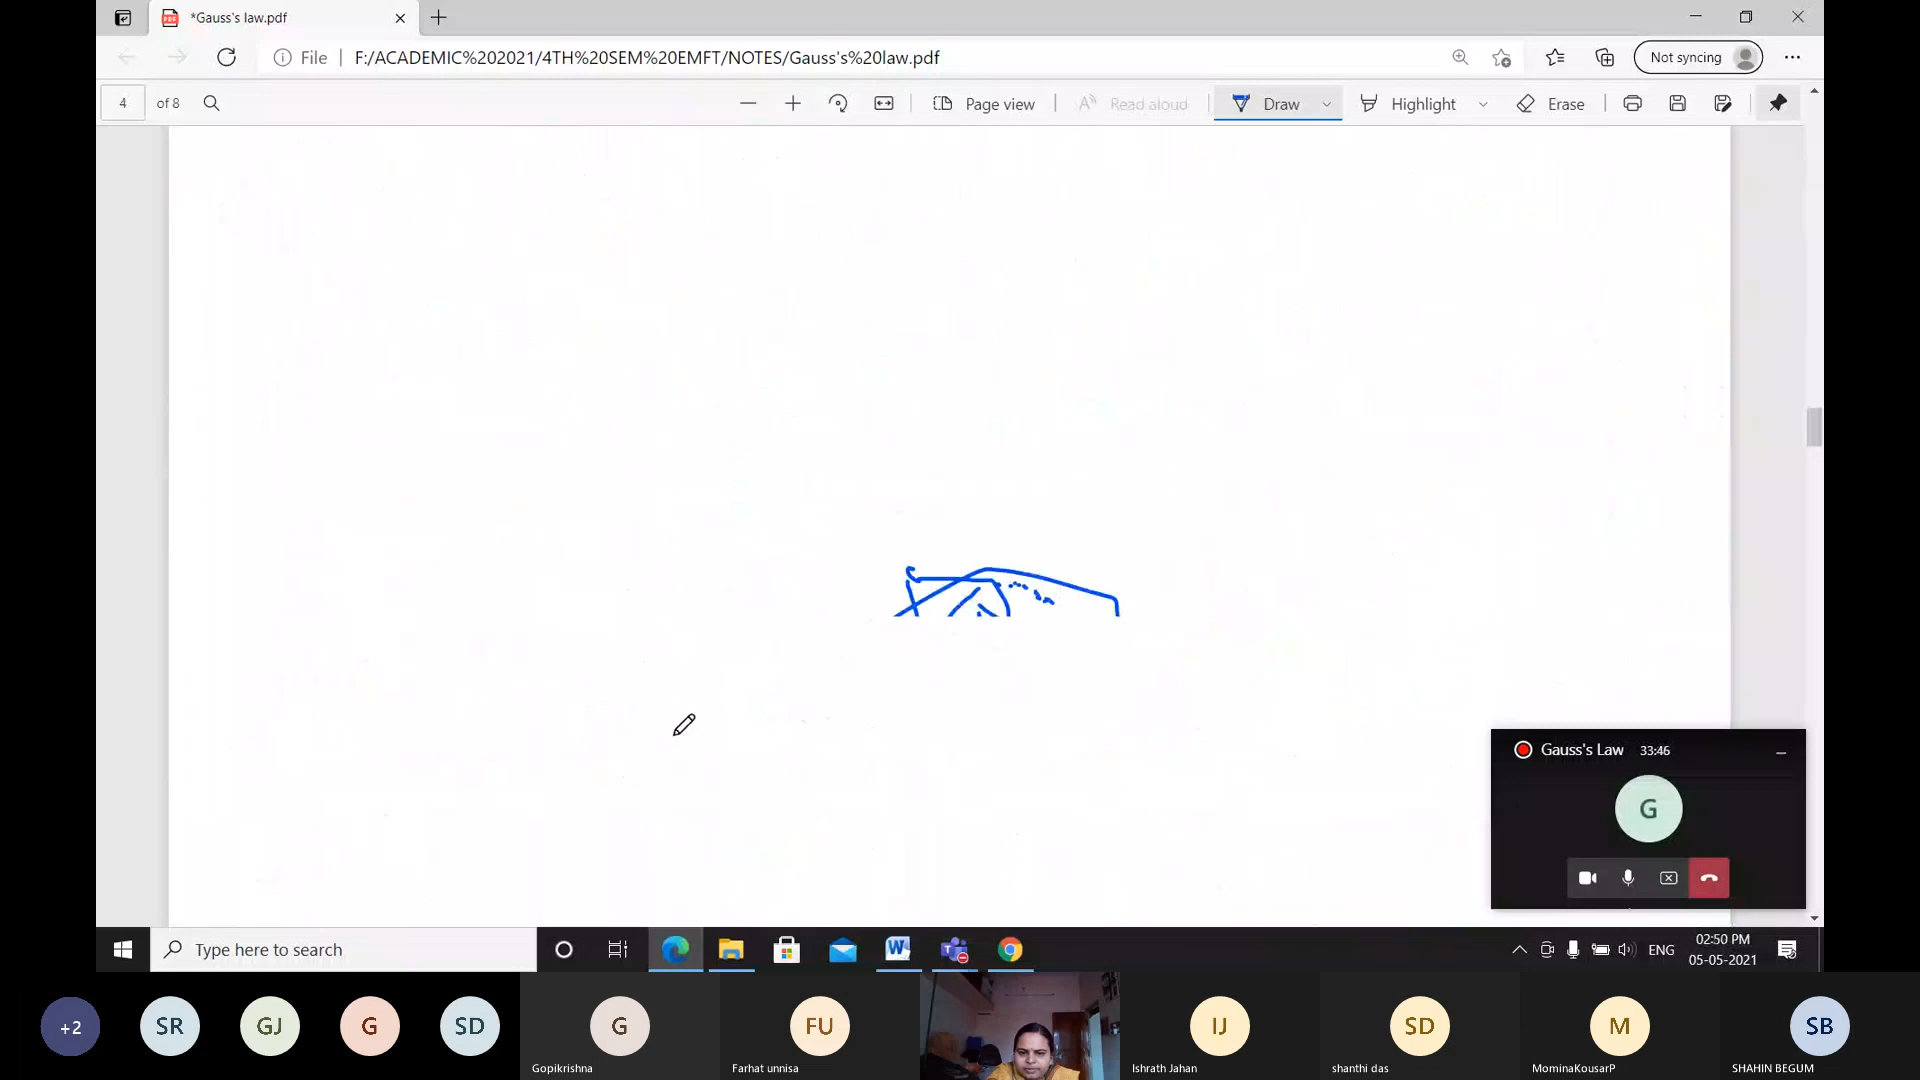 *Gauss's law.pdf
File F:/ACADEMIC%202021/4TH%20SEM%20EMFT/NOTES/Gauss's%20law.pdf
Not syncing
4 of 8
Page view
Read aloud
Draw
Highlight
Erase
Gauss's Law 33:46
G
Type here to search
ENG
02:50 PM
05-05-2021
+2 SR GJ G SD G FU IJ SD M SB
Gopikrishna Farhat unnisa Ishrath Jahan shanthi das MominaKousarP SHAHIN BEGUM